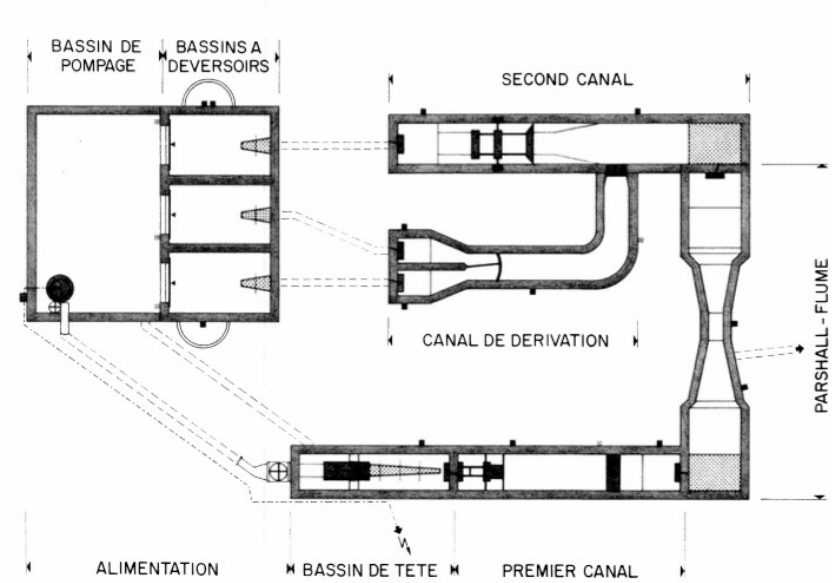 BASSIN DE
POMPAGE
BASSINS A
DEVERSOIRS
SECOND CANAL
CANAL DE DERIVATION
PARSHALL - FLUME
ALIMENTATION
BASSIN DE TETE
PREMIER CANAL